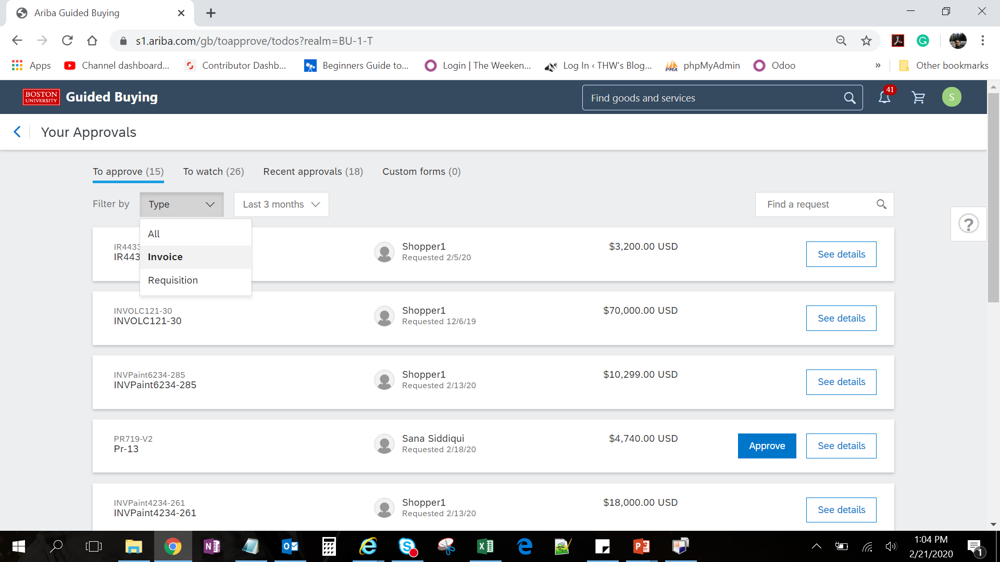 Ariba Guided Buying
s1.ariba.com/gb/toapprove/todos?realm=BU-1-T
Apps Channel dashboard... Contributor Dashb... Beginners Guide to... Login | The Weeken... Log In ‹ THW's Blog... phpMyAdmin Odoo » Other bookmarks
BOSTON
UNIVERSITY
Guided Buying
Find goods and services
41
S
Your Approvals
To approve (15) To watch (26) Recent approvals (18) Custom forms (0)
Filter by Type Last 3 months Find a request
All
Invoice
Requisition
?
IR4433
IR443
Shopper1
Requested 2/5/20
$3,200.00 USD
See details
INVOLC121-30
INVOLC121-30
Shopper1
Requested 12/6/19
$70,000.00 USD
See details
INVPaint6234-285
INVPaint6234-285
Shopper1
Requested 2/13/20
$10,299.00 USD
See details
PR719-V2
Pr-13
Sana Siddiqui
Requested 2/18/20
$4,740.00 USD
Approve
See details
INVPaint4234-261
INVPaint4234-261
Shopper1
Requested 2/13/20
$18,000.00 USD
See details
1:04 PM
2/21/2020
1